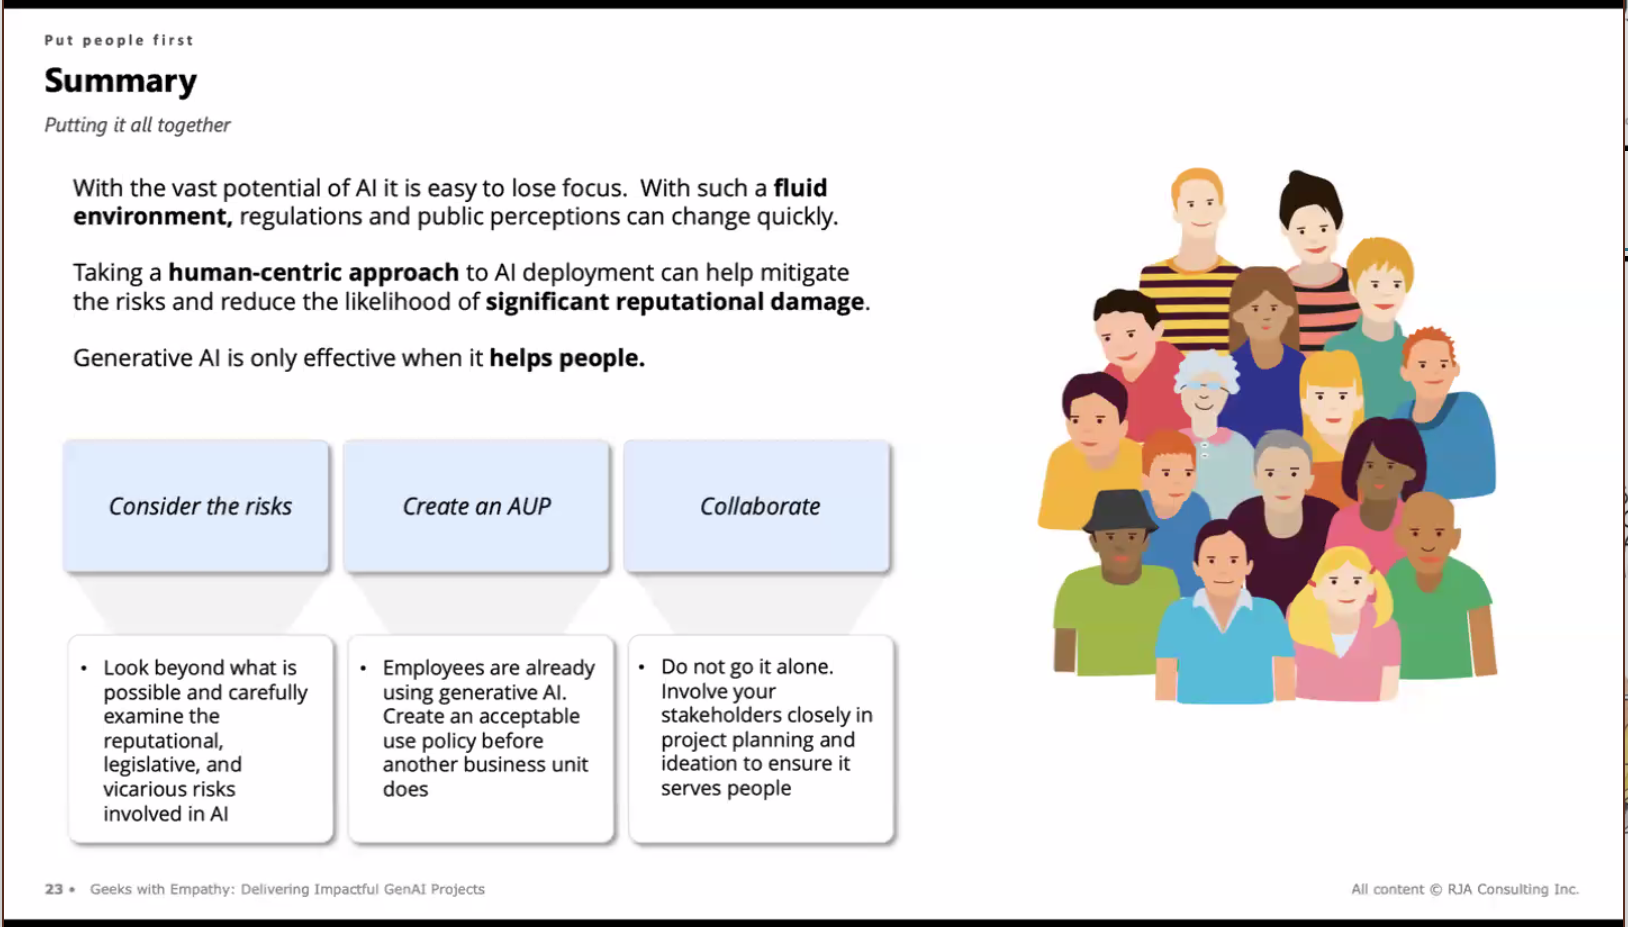 Put people first
Summary
Putting it all together
With the vast potential of AI it is easy to lose focus.  With such a fluid
environment, regulations and public perceptions can change quickly.
Taking a human-centric approach to AI deployment can help mitigate
the risks and reduce the likelihood of significant reputational damage.
Generative AI is only effective when it helps people.
Consider the risks
Create an AUP
Collaborate
• Look beyond what is
possible and carefully
examine the
reputational,
legislative, and
vicarious risks
involved in AI
• Employees are already
using generative AI.
Create an acceptable
use policy before
another business unit
does
• Do not go it alone.
Involve your
stakeholders closely in
project planning and
ideation to ensure it
serves people
23 • Geeks with Empathy: Delivering Impactful GenAI Projects
All content © RJA Consulting Inc.